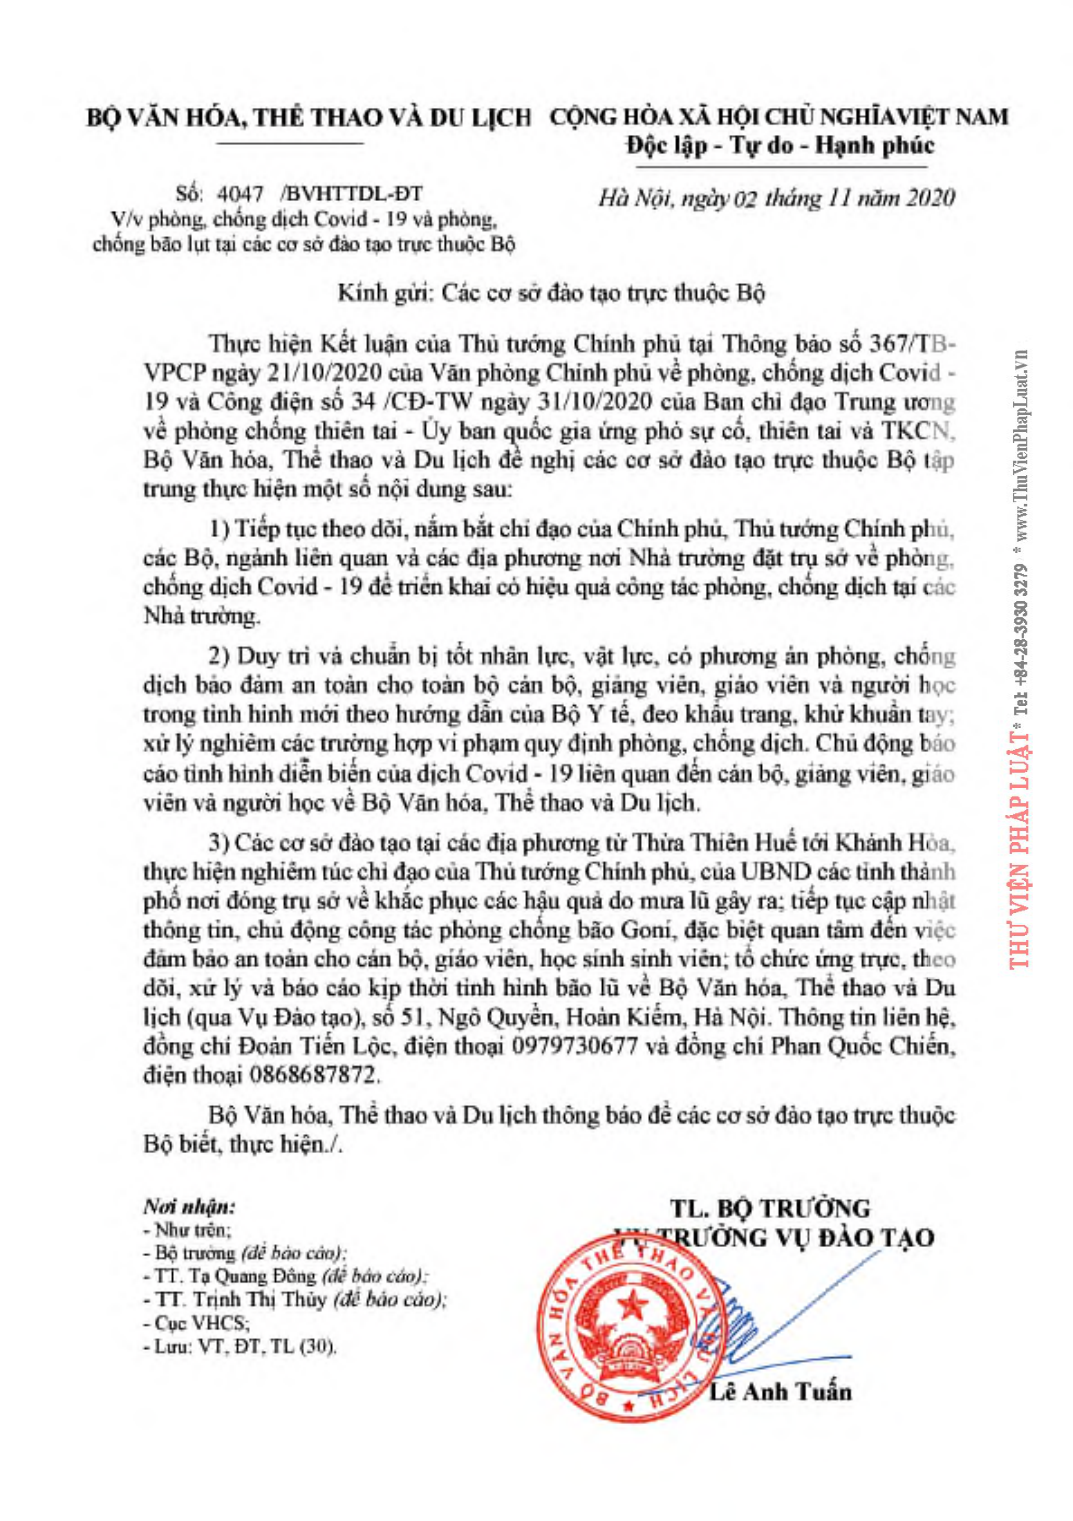 BỘ VĂN HÓA, THỂ THAO VÀ DU LỊCH
CỘNG HÒA XÃ HỘI CHỦ NGHĨA VIỆT NAM
Độc lập - Tự do - Hạnh phúc
Số: 4047 /BVHTTDL-ĐT
V/v phòng, chống dịch Covid - 19 và phòng,
chống bão lụt tại các cơ sở đào tạo trực thuộc Bộ
Hà Nội, ngày 02 tháng 11 năm 2020
Kính gửi: Các cơ sở đào tạo trực thuộc Bộ
Thực hiện Kết luận của Thủ tướng Chính phủ tại Thông báo số 367/TB-
VPCP ngày 21/10/2020 của Văn phòng Chính phủ về phòng, chống dịch Covid -
19 và Công điện số 34 /CĐ-TW ngày 31/10/2020 của Ban chỉ đạo Trung ương
về phòng chống thiên tai - Ủy ban quốc gia ứng phó sự cố, thiên tai và TKCN,
Bộ Văn hóa, Thể thao và Du lịch đề nghị các cơ sở đào tạo trực thuộc Bộ tập
trung thực hiện một số nội dung sau:
1) Tiếp tục theo dõi, nắm bắt chỉ đạo của Chính phủ, Thủ tướng Chính phủ,
các Bộ, ngành liên quan và các địa phương nơi Nhà trường đặt trụ sở về phòng,
chống dịch Covid - 19 để triển khai có hiệu quả công tác phòng, chống dịch tại các
Nhà trường.
2) Duy trì và chuẩn bị tốt nhân lực, vật lực, có phương án phòng, chống
dịch bảo đảm an toàn cho toàn bộ cán bộ, giảng viên, giáo viên và người học
trong tình hình mới theo hướng dẫn của Bộ Y tế, đeo khẩu trang, khử khuẩn tay;
xử lý nghiêm các trường hợp vi phạm quy định phòng, chống dịch. Chủ động báo
cáo tình hình diễn biến của dịch Covid - 19 liên quan đến cán bộ, giảng viên, giáo
viên và người học về Bộ Văn hóa, Thể thao và Du lịch.
3) Các cơ sở đào tạo tại các địa phương từ Thừa Thiên Huế tới Khánh Hòa,
thực hiện nghiêm túc chỉ đạo của Thủ tướng Chính phủ, của UBND các tỉnh thành
phố nơi đóng trụ sở về khắc phục các hậu quả do mưa lũ gây ra; tiếp tục cập nhật
thông tin, chủ động công tác phòng chống bão Goni, đặc biệt quan tâm đến việc
đảm bảo an toàn cho cán bộ, giáo viên, học sinh sinh viên; tổ chức ứng trực, theo
dõi, xử lý và báo cáo kịp thời tình hình bão lũ về Bộ Văn hóa, Thể thao và Du
lịch (qua Vụ Đào tạo), số 51, Ngô Quyền, Hoàn Kiếm, Hà Nội. Thông tin liên hệ,
đồng chí Đoàn Tiến Lộc, điện thoại 0979730677 và đồng chí Phan Quốc Chiến,
điện thoại 0868687872.
Bộ Văn hóa, Thể thao và Du lịch thông báo để các cơ sở đào tạo trực thuộc
Bộ biết, thực hiện./.
Nơi nhận:
- Như trên;
- Bộ trưởng (để báo cáo);
- TT. Tạ Quang Đông (để báo cáo);
- TT. Trịnh Thị Thủy (để báo cáo);
- Cục VHCS;
- Lưu: VT, ĐT, TL (30).
TL. BỘ TRƯỞNG
VỤ TRƯỞNG VỤ ĐÀO TẠO
BỘ VĂN HÓA THỂ THAO VÀ DU LỊCH
Lê Anh Tuấn
THƯ VIỆN PHÁP LUẬT * Tel: +84-28-3930 3279 * www.ThuVienPhapLuat.vn